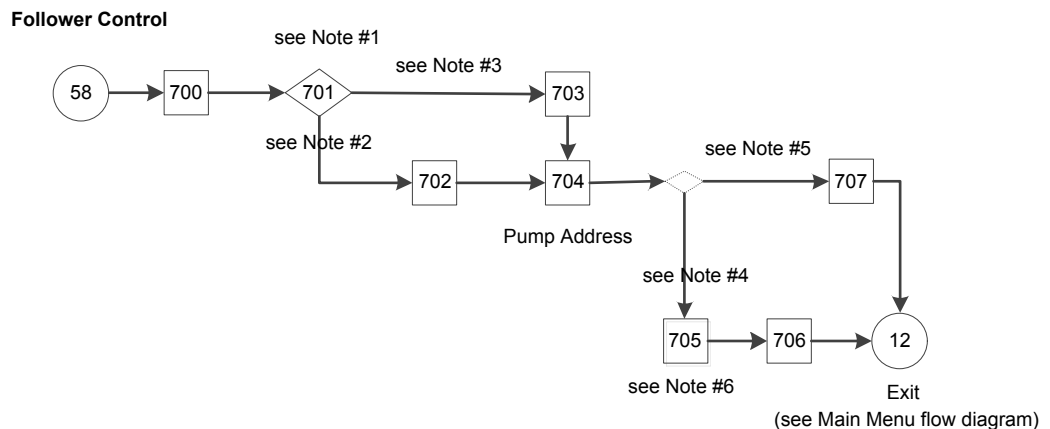 Follower Control
see Note #1
see Note #3
58
700
701
703
see Note #2
see Note #5
702
704
707
Pump Address
see Note #4
705
706
12
see Note #6
Exit
(see Main Menu flow diagram)